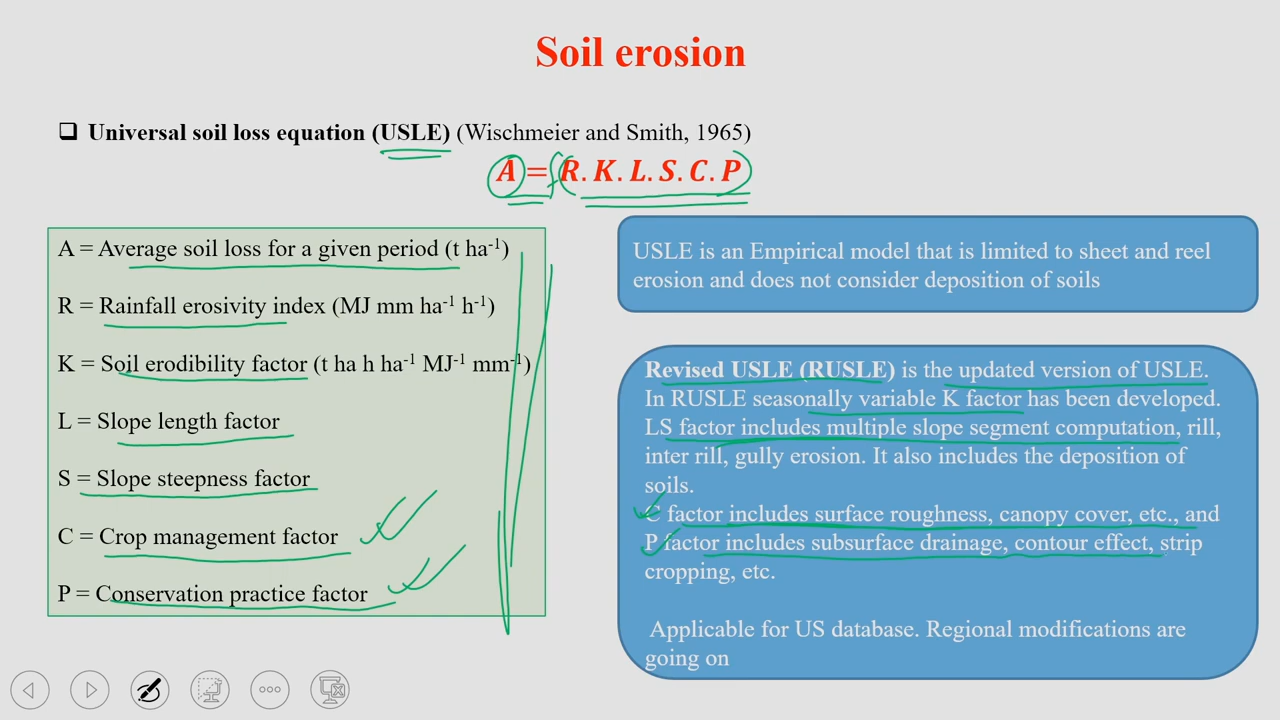 Soil erosion
❑ Universal soil loss equation (USLE) (Wischmeier and Smith, 1965)
A = R . K . L . S . C . P
A = Average soil loss for a given period (t ha⁻¹)
R = Rainfall erosivity index (MJ mm ha⁻¹ h⁻¹)
K = Soil erodibility factor (t ha h ha⁻¹ MJ⁻¹ mm⁻¹)
L = Slope length factor
S = Slope steepness factor
C = Crop management factor
P = Conservation practice factor
USLE is an Empirical model that is limited to sheet and reel
erosion and does not consider deposition of soils
Revised USLE (RUSLE) is the updated version of USLE.
In RUSLE seasonally variable K factor has been developed.
LS factor includes multiple slope segment computation, rill,
inter rill, gully erosion. It also includes the deposition of
soils.
C factor includes surface roughness, canopy cover, etc., and
P factor includes subsurface drainage, contour effect, strip
cropping, etc.
Applicable for US database. Regional modifications are
going on